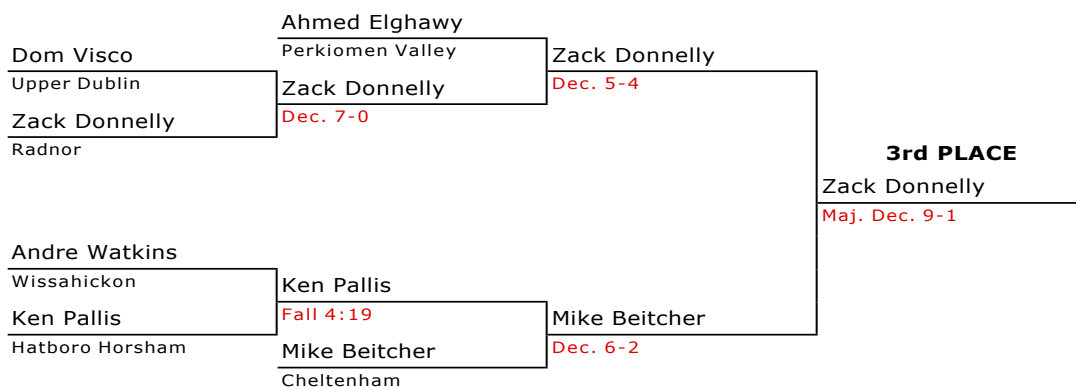 Ahmed Elghawy
Perkiomen Valley
Dom Visco
Upper Dublin
Zack Donnelly
Dec. 5-4
Zack Donnelly
Dec. 7-0
Zack Donnelly
Radnor
3rd PLACE
Zack Donnelly
Maj. Dec. 9-1
Andre Watkins
Wissahickon
Ken Pallis
Fall 4:19
Ken Pallis
Hatboro Horsham
Mike Beitcher
Dec. 6-2
Mike Beitcher
Cheltenham